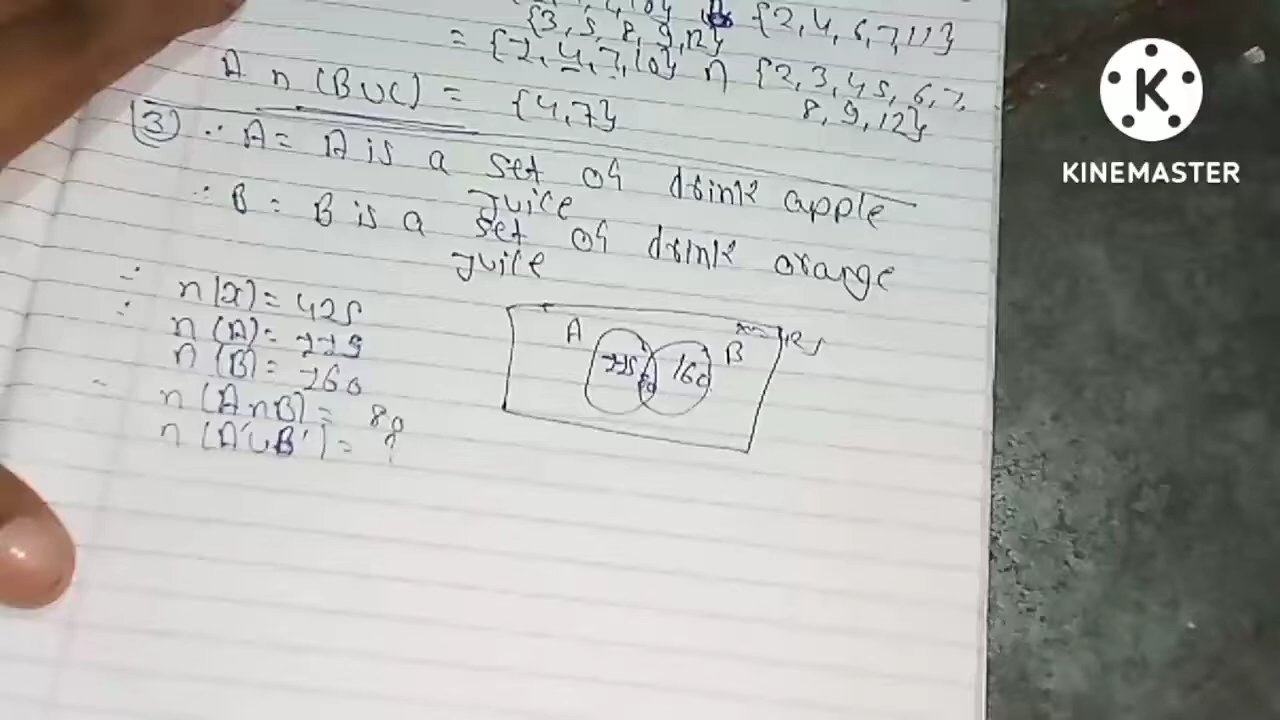 {3, 5, 8, 9, 12}
{2, 4, 6, 7, 11}
= {2, 4, 7, 10} ∩ {2, 3, 4 5, 6, 7,
8, 9, 12}
A ∩ (B∪C) = {4,7}
(3) ∴ A = A is a set of drink apple
Juice
∴ B = B is a set of drink orange
Juice
n(x) = 425
n(A) =
n(B) =
n(A∩B) = 80
n(A'∪B') = ?
A
B
160
K
KINEMASTER